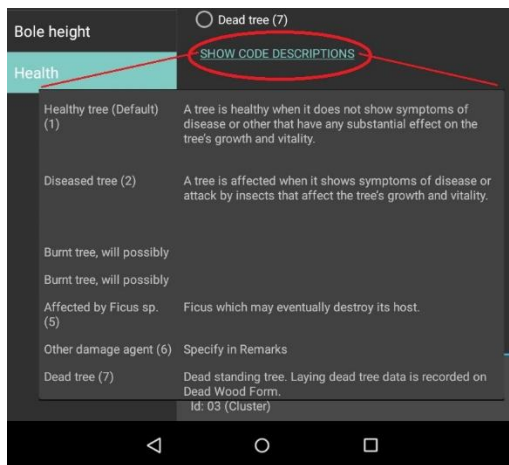 Bole height
Dead tree (7)
SHOW CODE DESCRIPTIONS
Health
Healthy tree (Default)
(1)
A tree is healthy when it does not show symptoms of
disease or other that have any substantial effect on the
tree's growth and vitality.
Diseased tree (2)
A tree is affected when it shows symptoms of disease or
attack by insects that affect the tree's growth and vitality.
Burnt tree, will possibly
Burnt tree, will possibly
Affected by Ficus sp.
(5)
Ficus which may eventually destroy its host.
Other damage agent (6)
Specify in Remarks
Dead tree (7)
Dead standing tree. Laying dead tree data is recorded on
Dead Wood Form.
Id: 03 (Cluster)